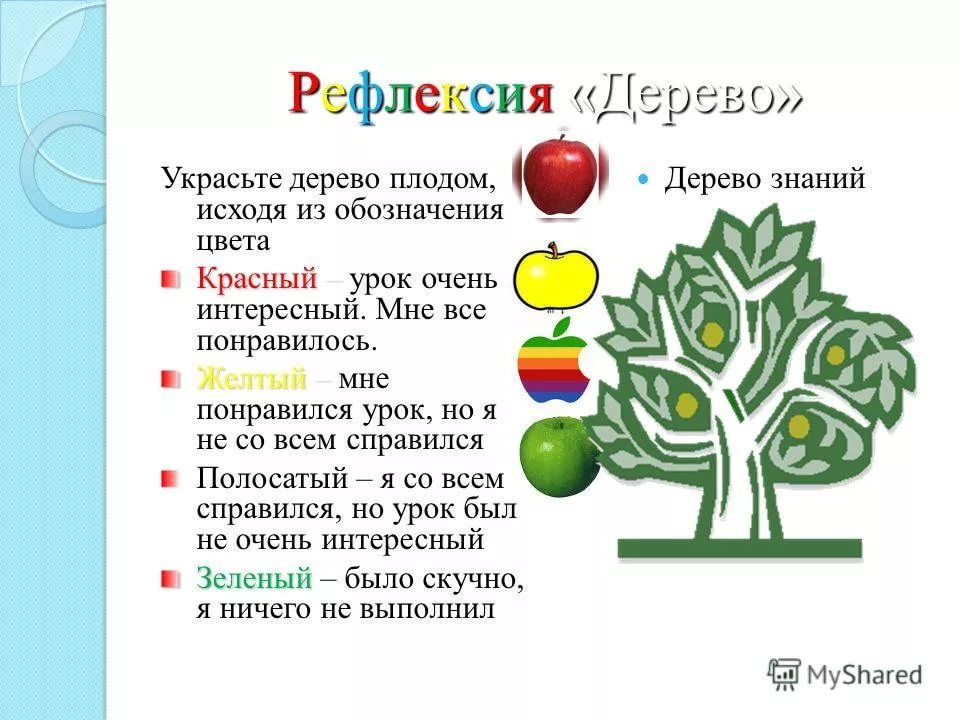 Рефлексия «Дерево»
Украсьте дерево плодом,
исходя из обозначения
цвета
Красный – урок очень
интересный. Мне все
понравилось.
Желтый – мне
понравился урок, но я
не со всем справился
Полосатый – я со всем
справился, но урок был
не очень интересный
Зеленый – было скучно,
я ничего не выполнил
Дерево знаний
MyShared